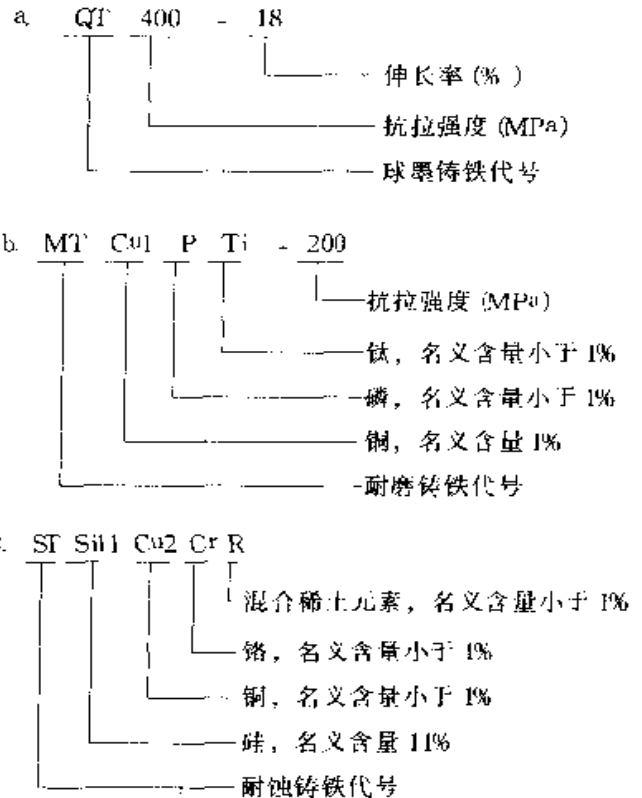 a. QT 400 - 18
伸长率(%)
抗拉强度(MPa)
球墨铸铁代号
b. MT Cu1 P Ti - 200
抗拉强度(MPa)
钛，名义含量小于1%
磷，名义含量小于1%
铜，名义含量1%
耐磨铸铁代号
c. ST Si11 Cu2 Cr R
混合稀土元素，名义含量小于1%
铬，名义含量小于1%
铜，名义含量小于1%
硅，名义含量11%
耐蚀铸铁代号